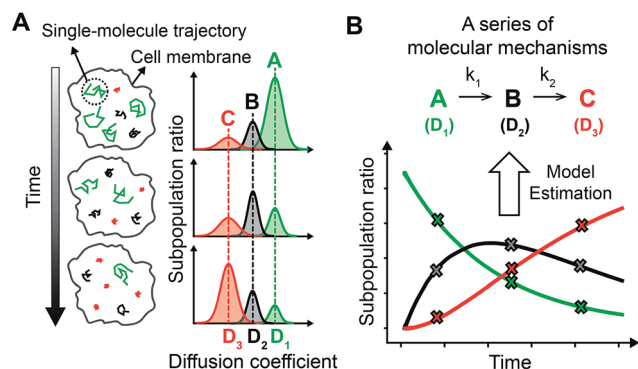 A
Single-molecule trajectory
Cell membrane
Time
Subpopulation ratio
A
B
C
D₃ D₂ D₁
Diffusion coefficient
B
A series of
molecular mechanisms
k₁ k₂
A B C
(D₁) (D₂) (D₃)
Model
Estimation
Subpopulation ratio
Time